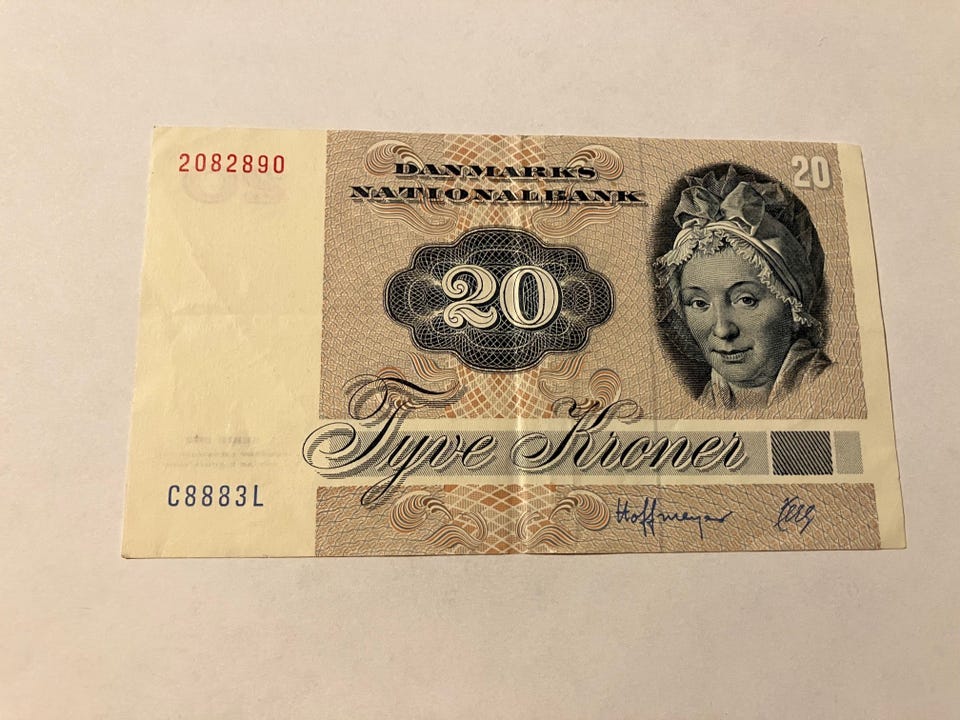 2082890
DANMARKS
NATIONALBANK
20
20
Tyve Kroner
C8883L
Hoffmeyer